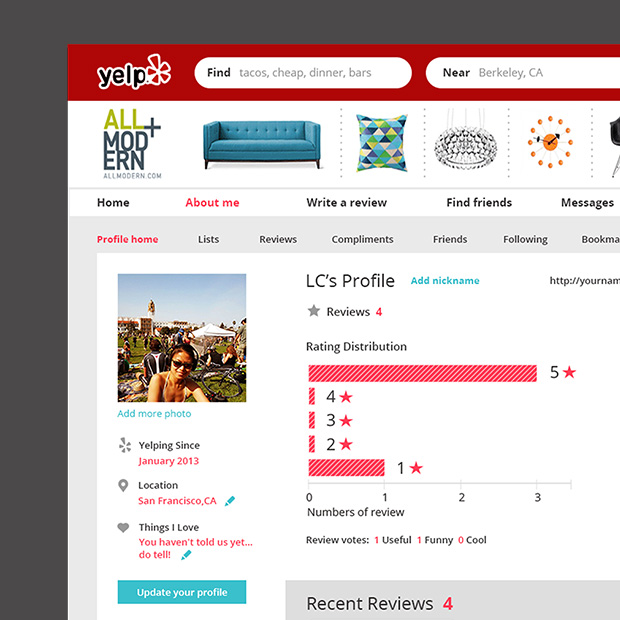 yelp
Find tacos, cheap, dinner, bars
Near Berkeley, CA
ALL+
MOD
ERN
ALLMODERN.COM
Home About me Write a review Find friends Messages
Profile home Lists Reviews Compliments Friends Following Bookma
LC's Profile Add nickname http://yournam
Reviews 4
Rating Distribution
5
4
3
2
1
0 1 2 3
Numbers of review
Review votes: 1 Useful 1 Funny 0 Cool
Add more photo
Yelping Since
January 2013
Location
San Francisco,CA
Things I Love
You haven't told us yet...
do tell!
Update your profile
Recent Reviews 4